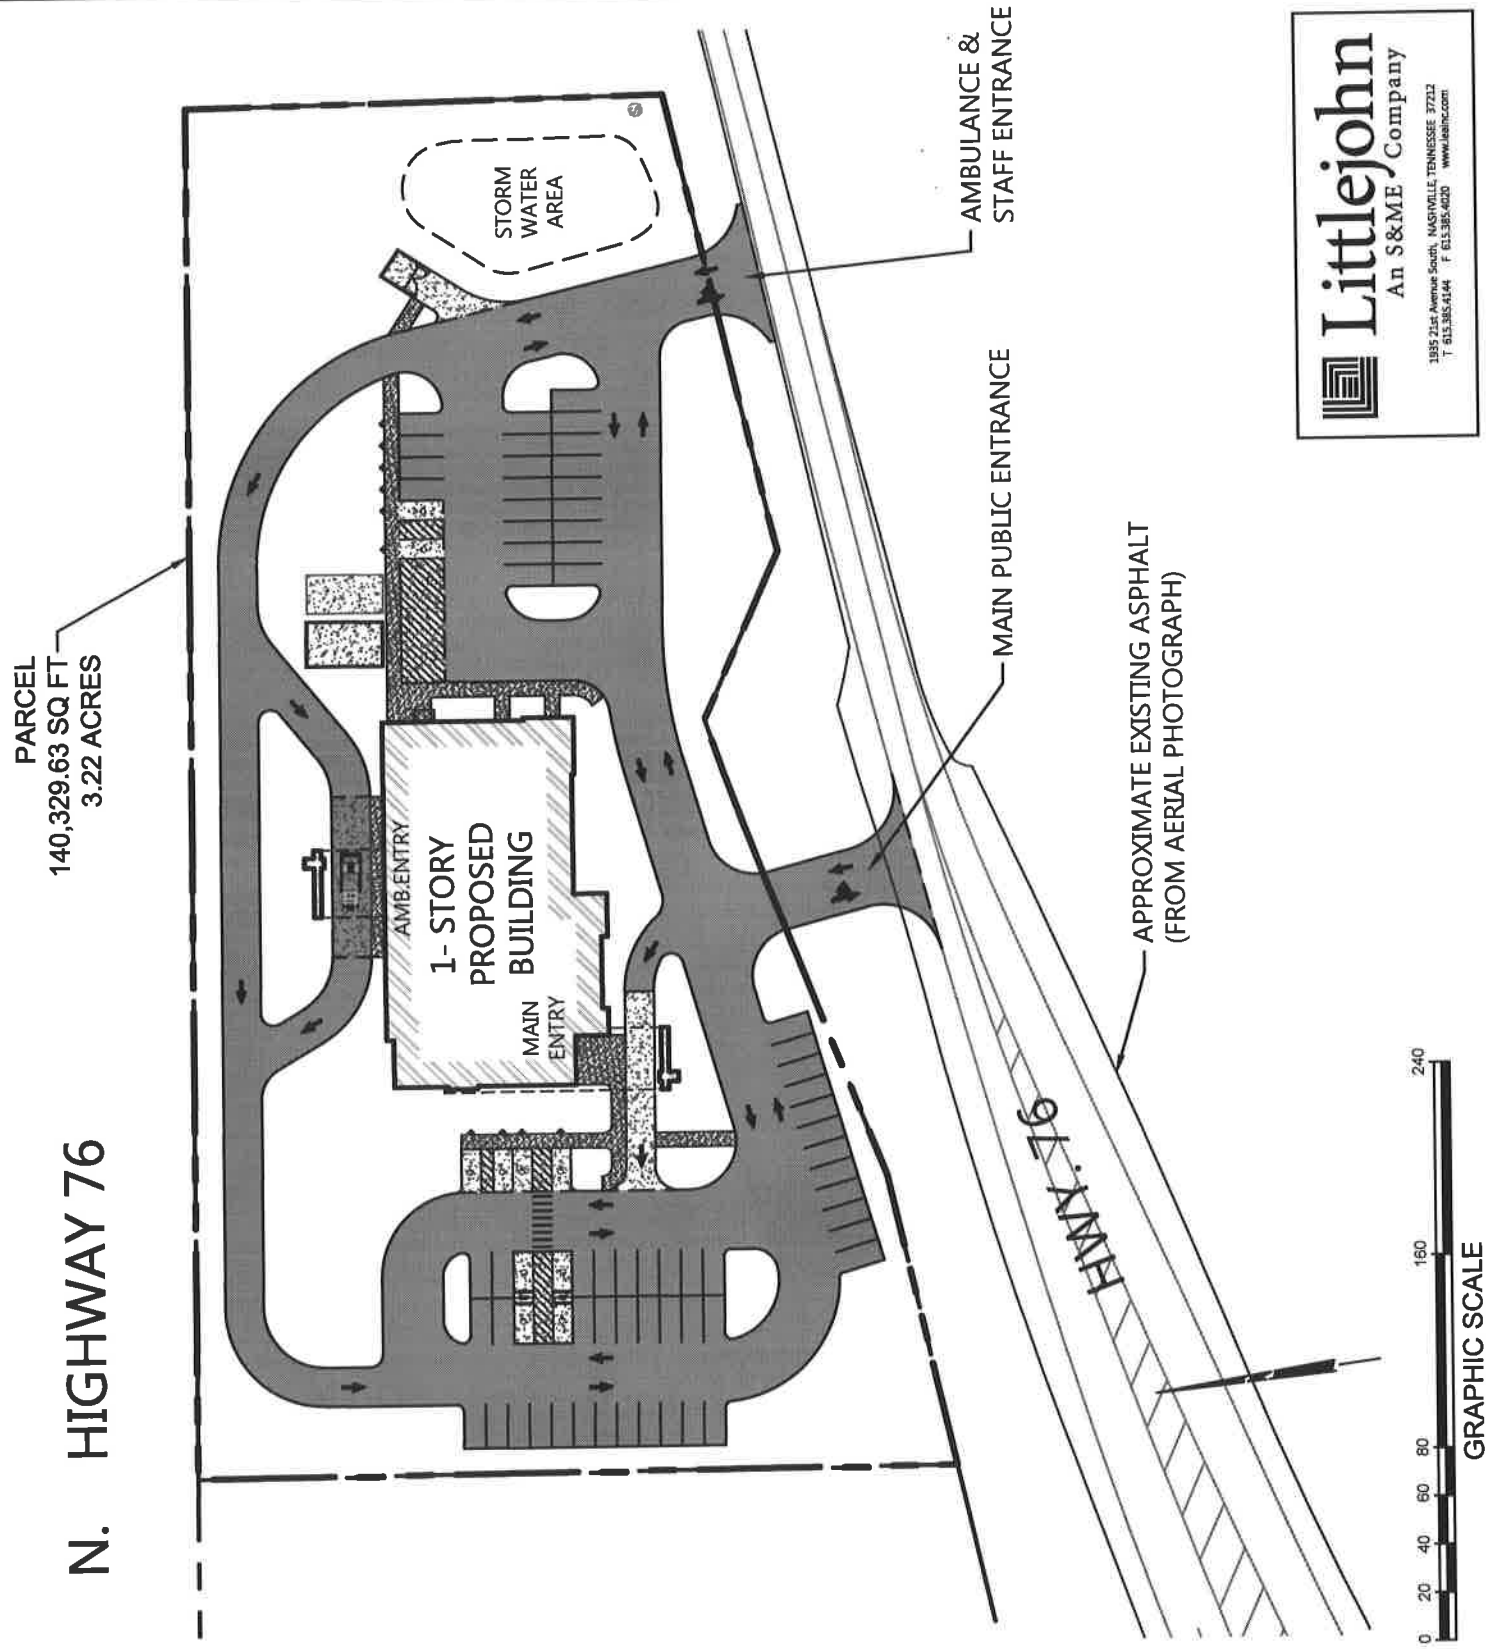 N. HIGHWAY 76
PARCEL
140,329.63 SQ FT
3.22 ACRES
STORM
WATER
AREA
AMB.ENTRY
1- STORY
PROPOSED
BUILDING
MAIN
ENTRY
AMBULANCE &
STAFF ENTRANCE
MAIN PUBLIC ENTRANCE
APPROXIMATE EXISTING ASPHALT
(FROM AERIAL PHOTOGRAPH)
HWY. 76
0 20 40 60 80 160 240
GRAPHIC SCALE
Littlejohn
An S&ME Company
1935 21st Avenue South, NASHVILLE, TENNESSEE 37212
T 615.385.4144 F 615.385.4020 www.leainc.com